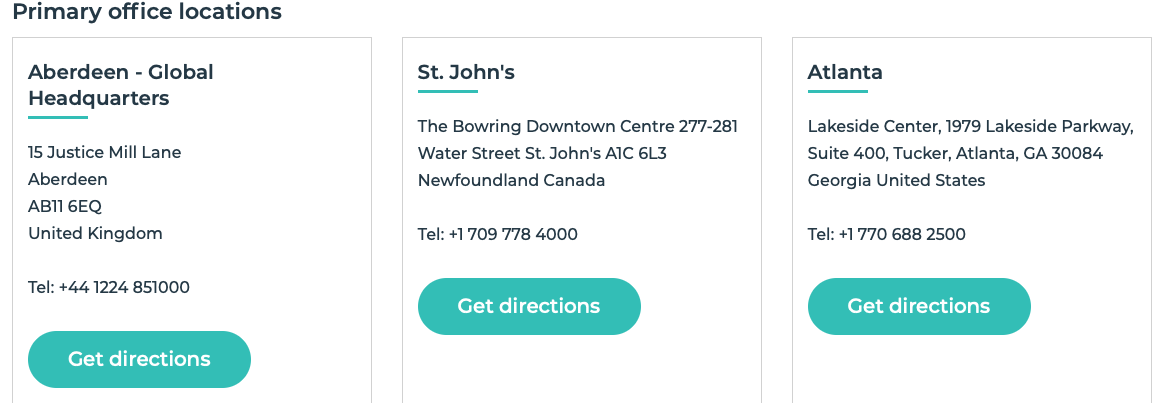 Primary office locations
Aberdeen - Global
Headquarters
15 Justice Mill Lane
Aberdeen
AB11 6EQ
United Kingdom
Tel: +44 1224 851000
Get directions
St. John's
The Bowring Downtown Centre 277-281
Water Street St. John's A1C 6L3
Newfoundland Canada
Tel: +1 709 778 4000
Get directions
Atlanta
Lakeside Center, 1979 Lakeside Parkway,
Suite 400, Tucker, Atlanta, GA 30084
Georgia United States
Tel: +1 770 688 2500
Get directions